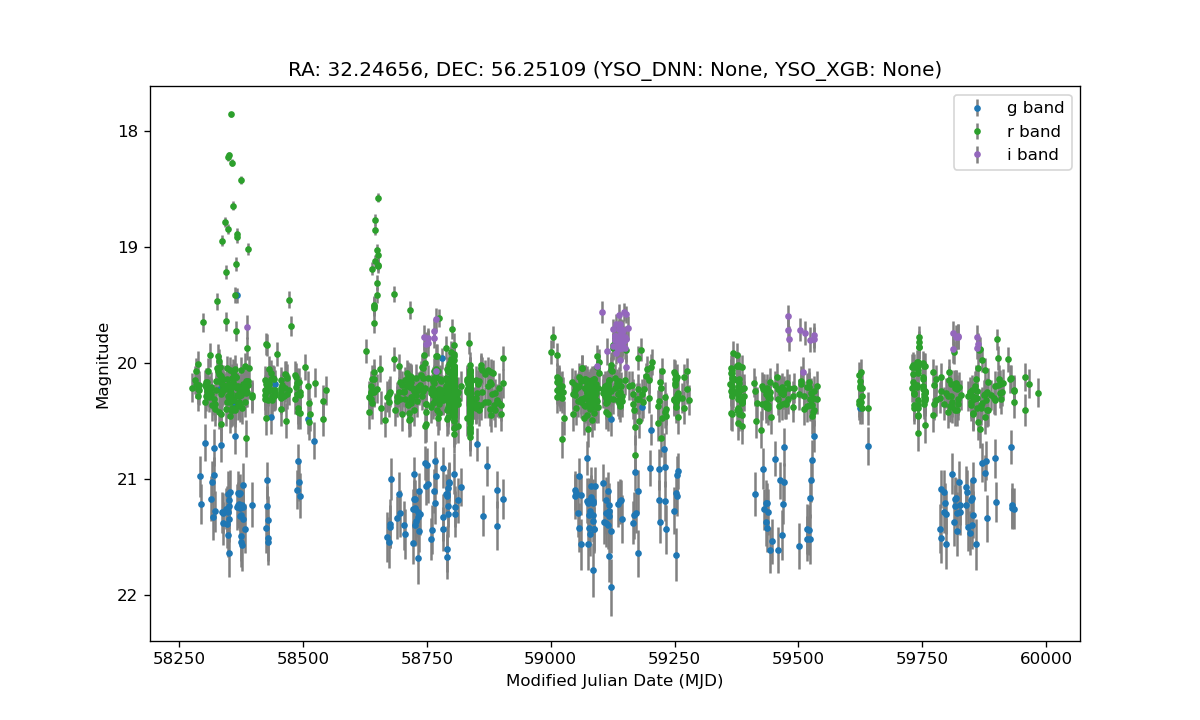 RA: 32.24656, DEC: 56.25109 (YSO_DNN: None, YSO_XGB: None)
g band
r band
i band
18
19
20
21
22
Magnitude
58250 58500 58750 59000 59250 59500 59750 60000
Modified Julian Date (MJD)